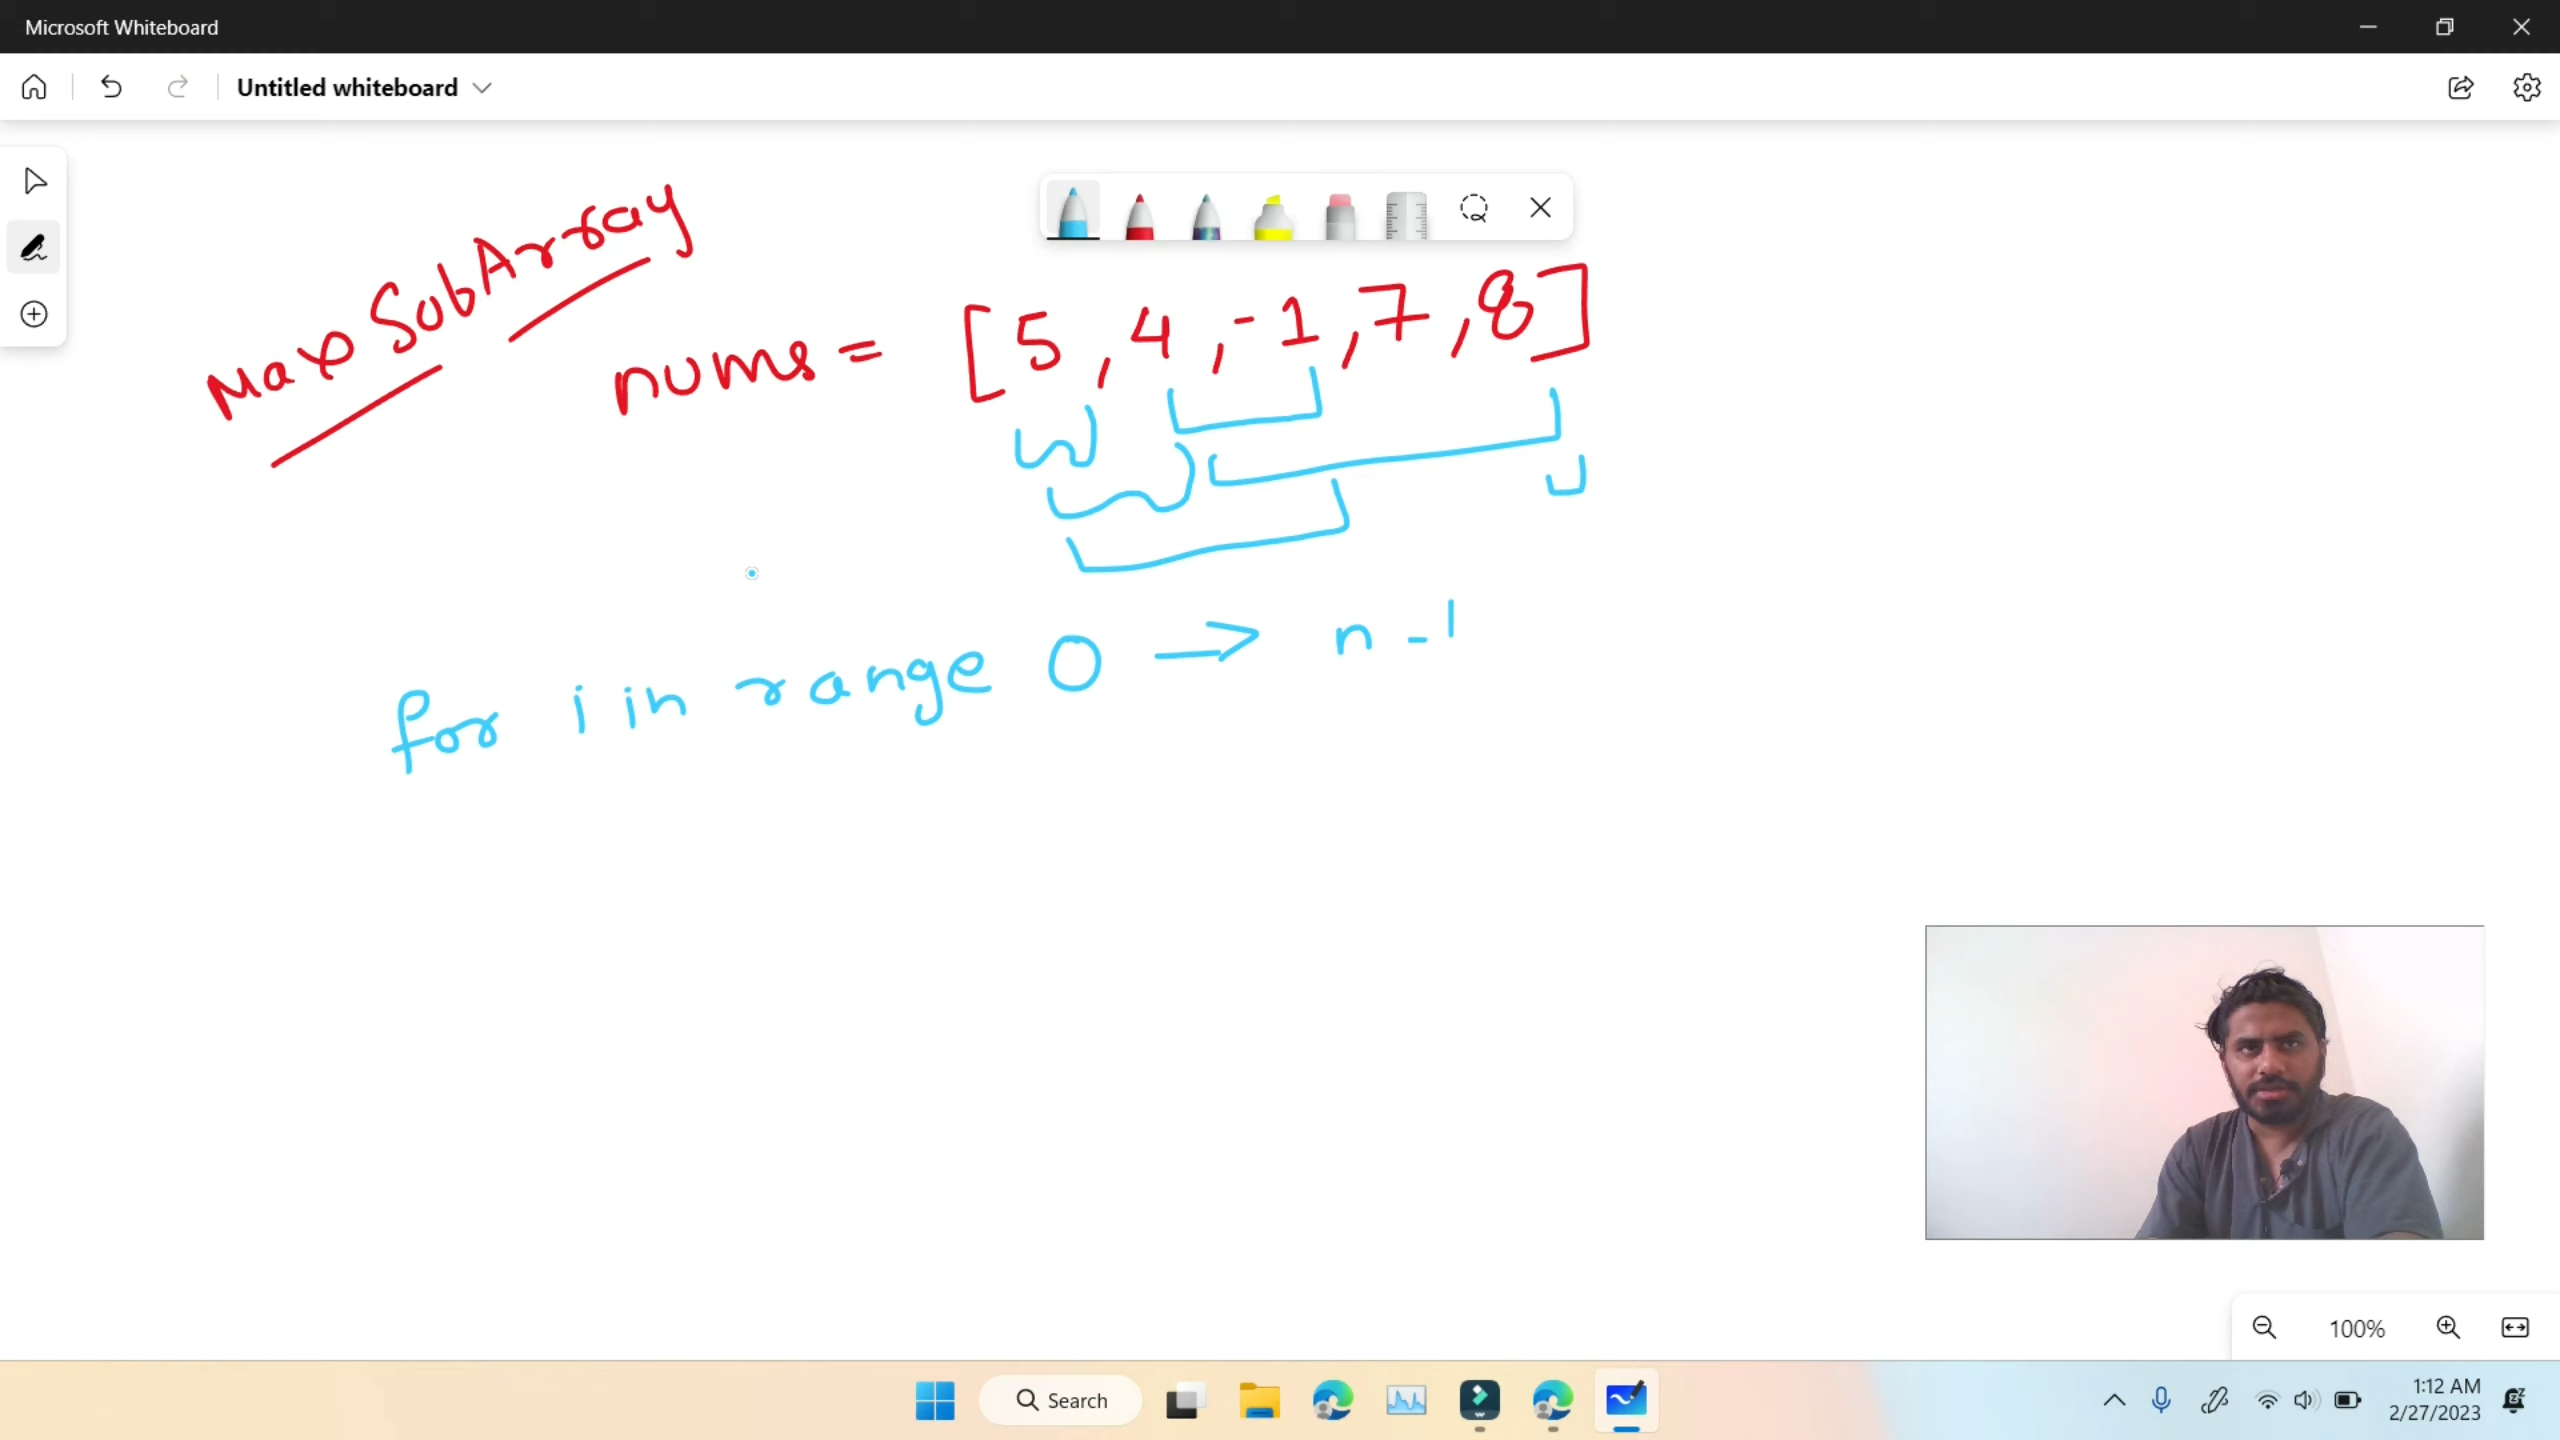 Microsoft Whiteboard
Untitled whiteboard
Max SubArray
nums = [5, 4, -1, 7, 8]
for i in range 0 → n - 1
100%
Search
1:12 AM
2/27/2023